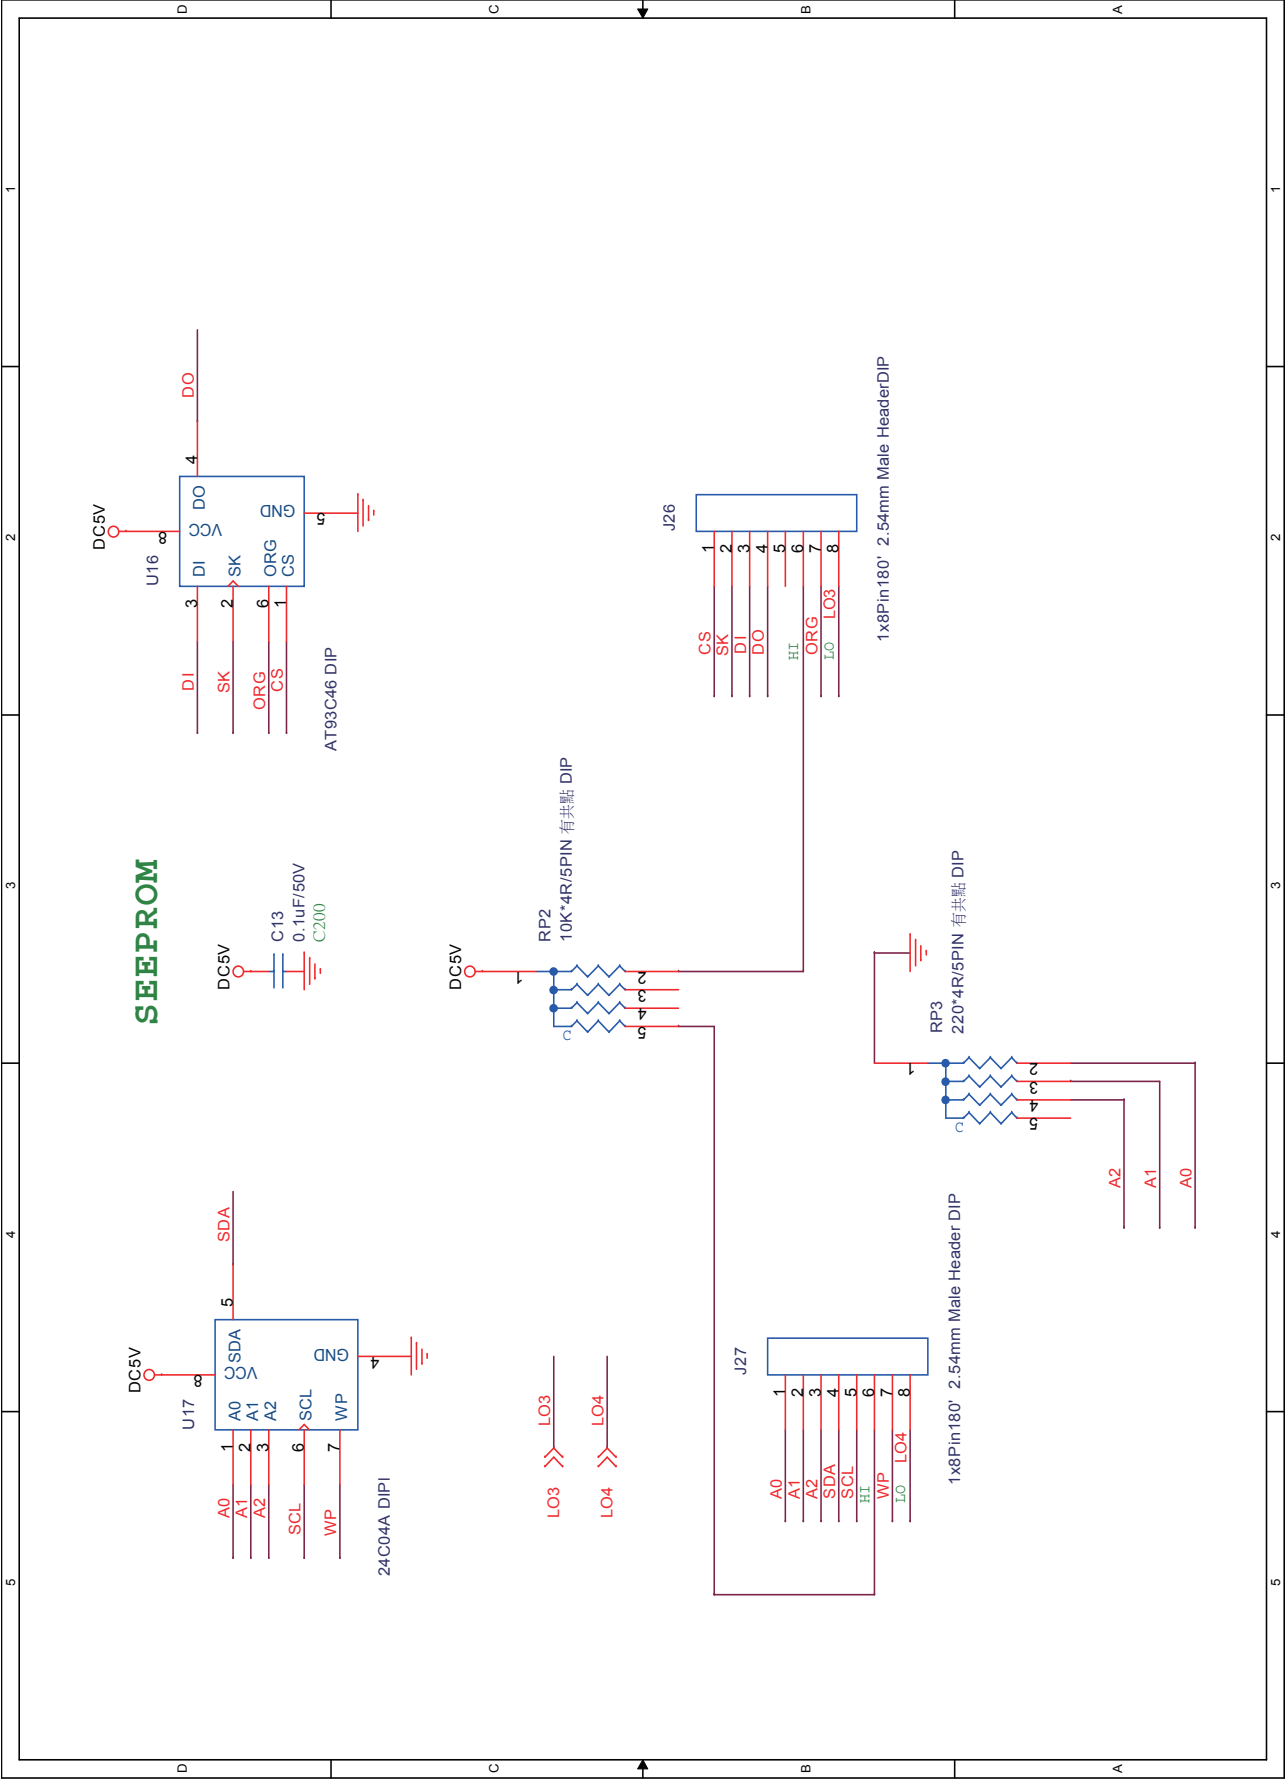 SEEPROM
DC5V
U17
8
VCC
1
2
3
6
7
A0
A1
A2
SCL
WP
A0
A1
A2
SCL
WP
SDA
5
SDA
GND
4
24C04A DIPI
DC5V
C13
0.1uF/50V
C200
DC5V
U16
8
VCC
DI
SK
ORG
CS
3
2
6
1
DI
SK
ORG
CS
DO
4
DO
GND
5
AT93C46 DIP
LO3
LO3
LO4
LO4
DC5V
1
RP2
10K*4R/5PIN 有共點 DIP
C
5
4
3
2
J27
A0
A1
A2
SDA
SCL
HI
WP
LO
LO4
1
2
3
4
5
6
7
8
1x8Pin180' 2.54mm Male Header DIP
J26
CS
SK
DI
DO
HI
ORG
LO
LO3
1
2
3
4
5
6
7
8
1x8Pin180' 2.54mm Male HeaderDIP
1
RP3
220*4R/5PIN 有共點 DIP
C
5
4
3
2
A2
A1
A0
5
4
3
2
1
5
4
3
2
1
D
C
B
A
D
C
B
A